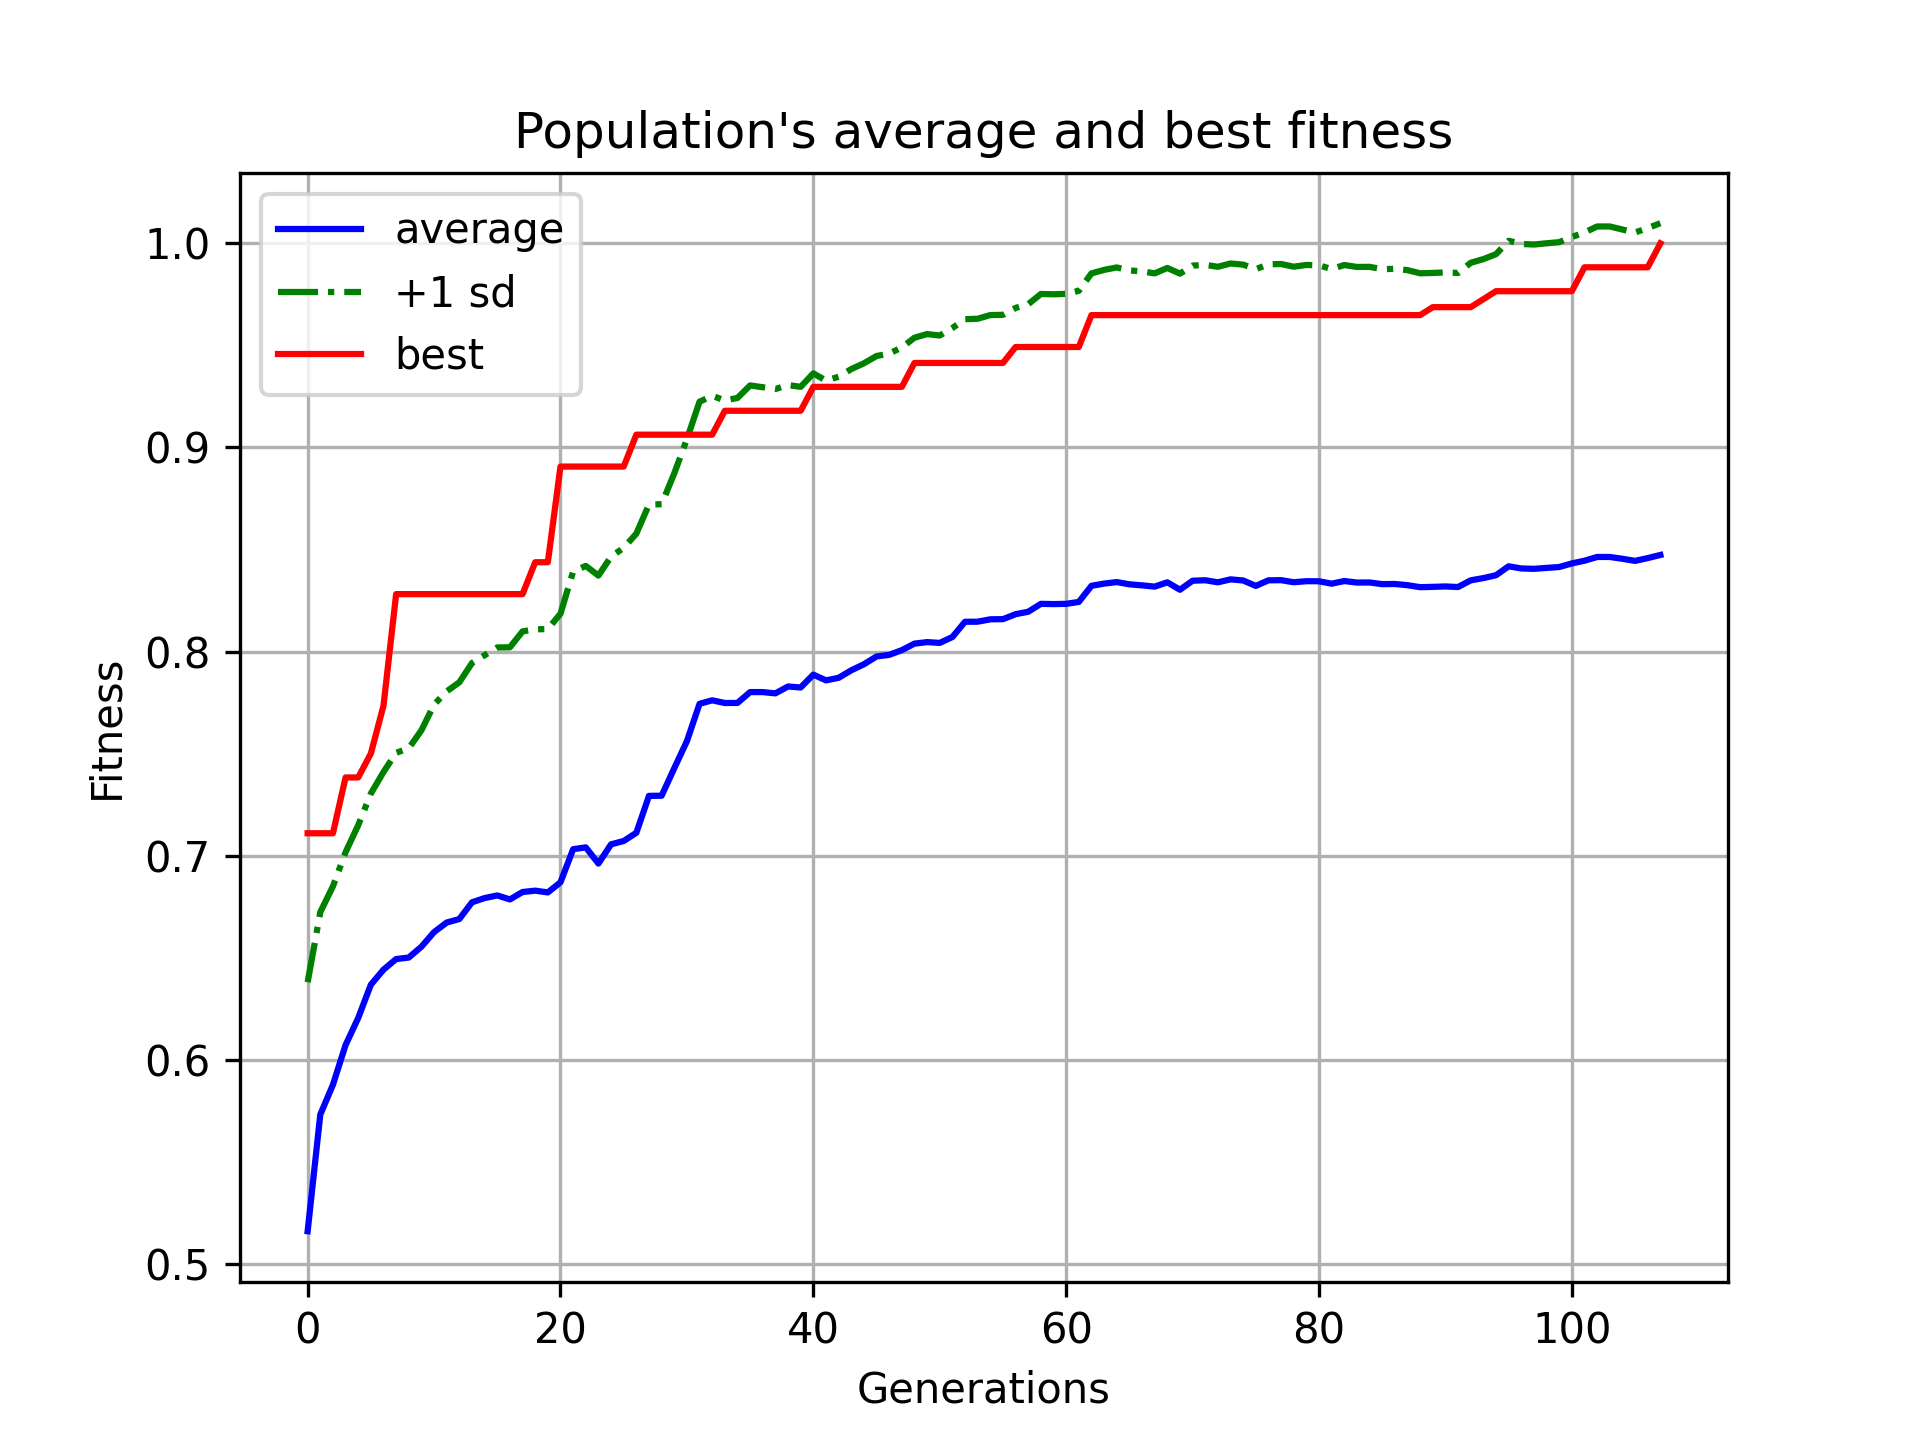 Population's average and best fitness
average
+1 sd
best
1.0
0.9
0.8
0.7
0.6
0.5
Fitness
0 20 40 60 80 100
Generations